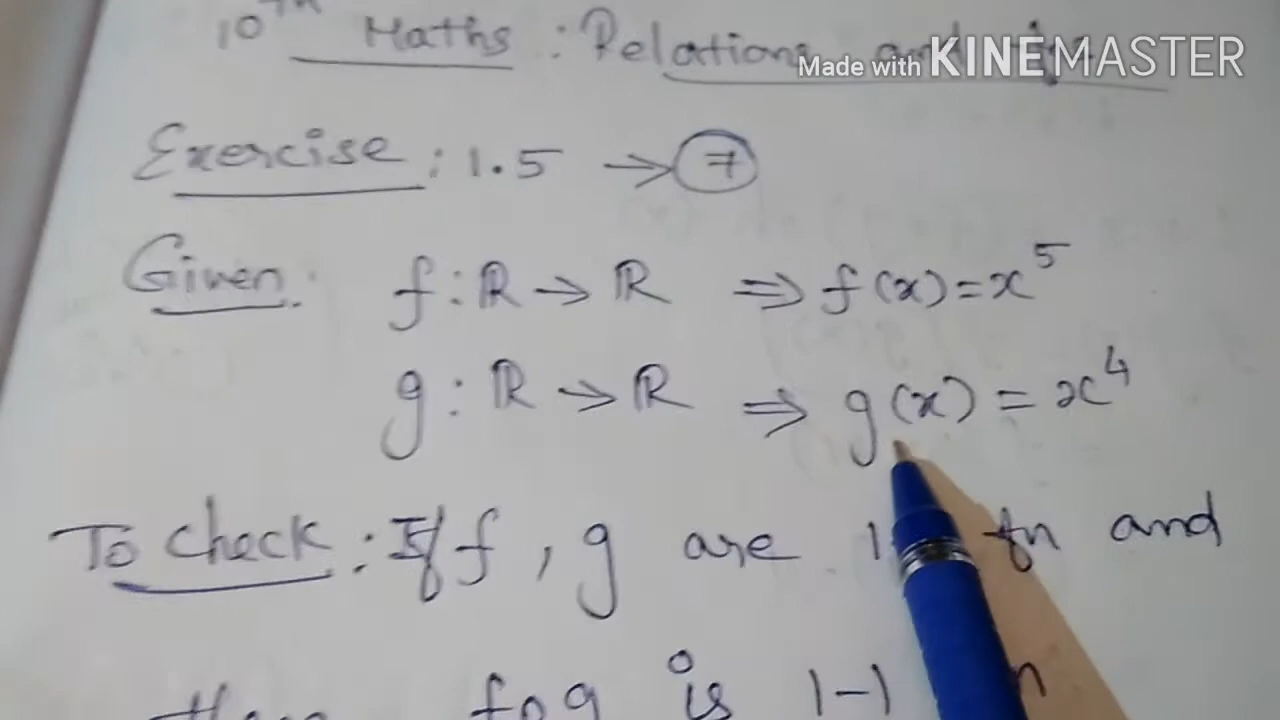 10th Maths : Relations and
Made with KINEMASTER
Exercise : 1.5 → 7
Given: f : ℝ → ℝ ⇒ f(x) = x⁵
g : ℝ → ℝ ⇒ g(x) = x⁴
To check : If f, g are fn and
fog is 1-1